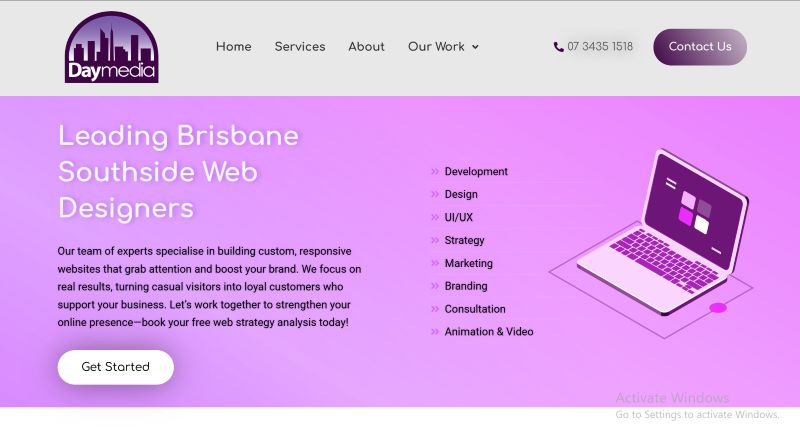 Daymedia
Home
Services
About
Our Work
07 3435 1518
Contact Us
Leading Brisbane
Southside Web
Designers
Our team of experts specialise in building custom, responsive
websites that grab attention and boost your brand. We focus on
real results, turning casual visitors into loyal customers who
support your business. Let’s work together to strengthen your
online presence—book your free web strategy analysis today!
Get Started
Development
Design
UI/UX
Strategy
Marketing
Branding
Consultation
Animation & Video
Activate Windows
Go to Settings to activate Windows.